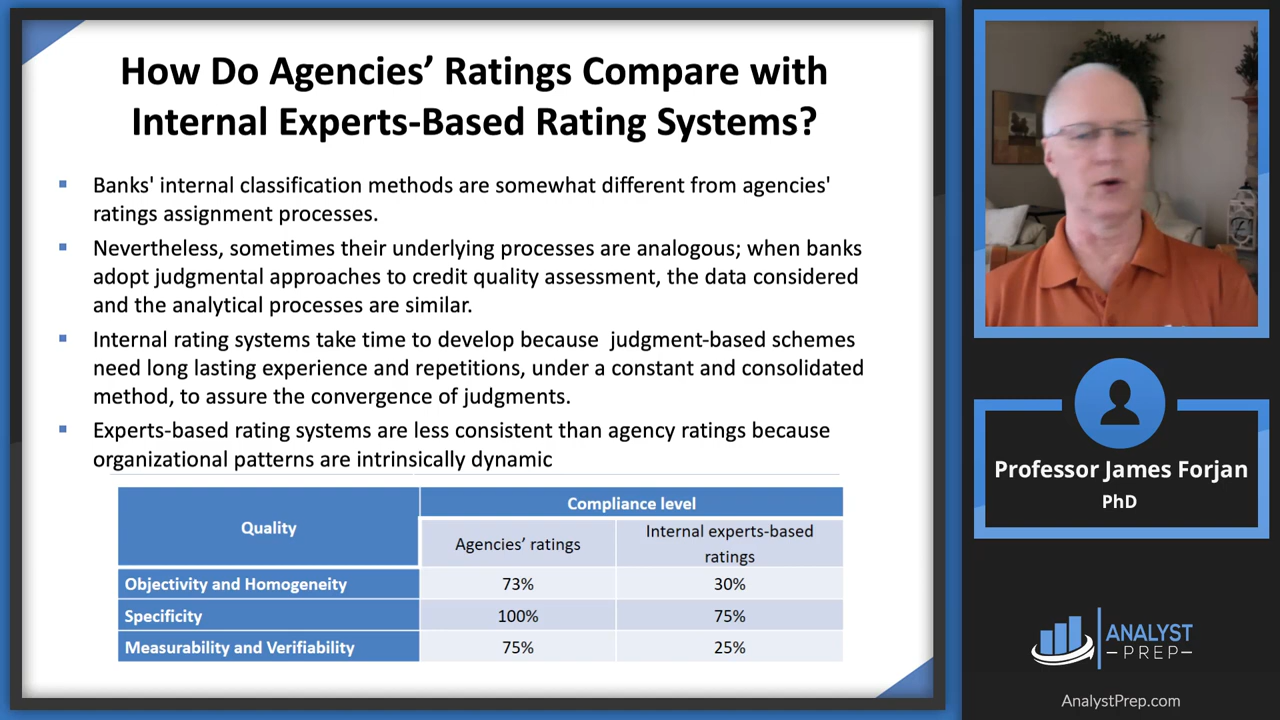 How Do Agencies’ Ratings Compare with
Internal Experts-Based Rating Systems?
Banks' internal classification methods are somewhat different from agencies'
ratings assignment processes.
Nevertheless, sometimes their underlying processes are analogous; when banks
adopt judgmental approaches to credit quality assessment, the data considered
and the analytical processes are similar.
Internal rating systems take time to develop because judgment-based schemes
need long lasting experience and repetitions, under a constant and consolidated
method, to assure the convergence of judgments.
Experts-based rating systems are less consistent than agency ratings because
organizational patterns are intrinsically dynamic
Quality
Compliance level
Agencies’ ratings
Internal experts-based
ratings
Objectivity and Homogeneity 73% 30%
Specificity 100% 75%
Measurability and Verifiability 75% 25%
Professor James Forjan
PhD
ANALYST
PREP
AnalystPrep.com